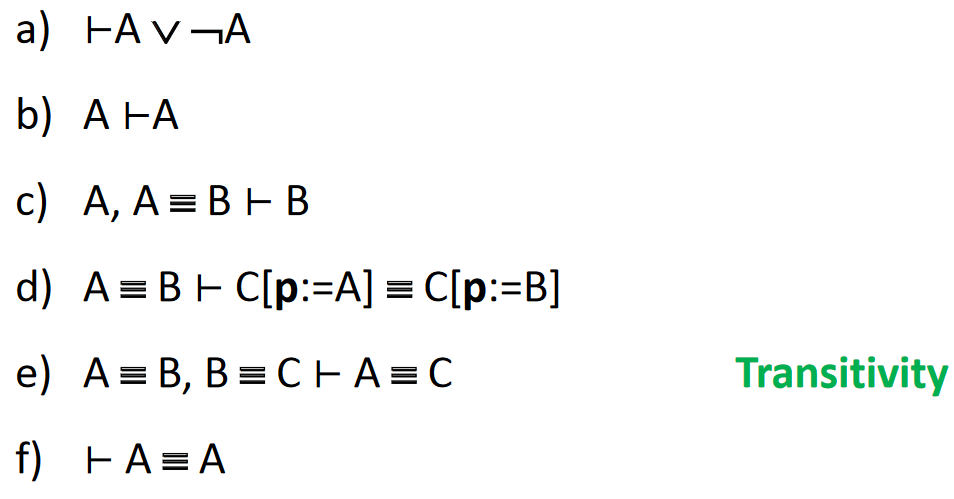 a) ⊢A ∨ ¬A
b) A ⊢A
c) A, A ≡ B ⊢ B
d) A ≡ B ⊢ C[p:=A] ≡ C[p:=B]
e) A ≡ B, B ≡ C ⊢ A ≡ C Transitivity
f) ⊢ A ≡ A